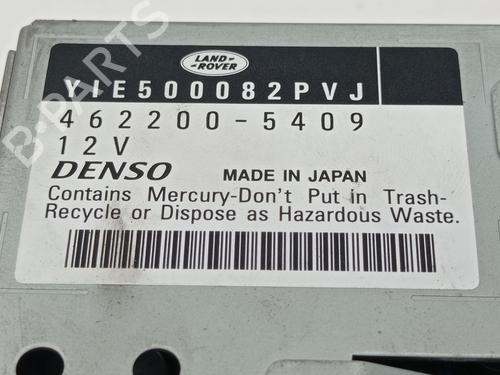 LAND-
-ROVER
YIE500082PVJ
462200-5409
12V
DENSO MADE IN JAPAN
Contains Mercury-Don't Put in Trash-
Recycle or Dispose as Hazardous Waste.
B-PARTS